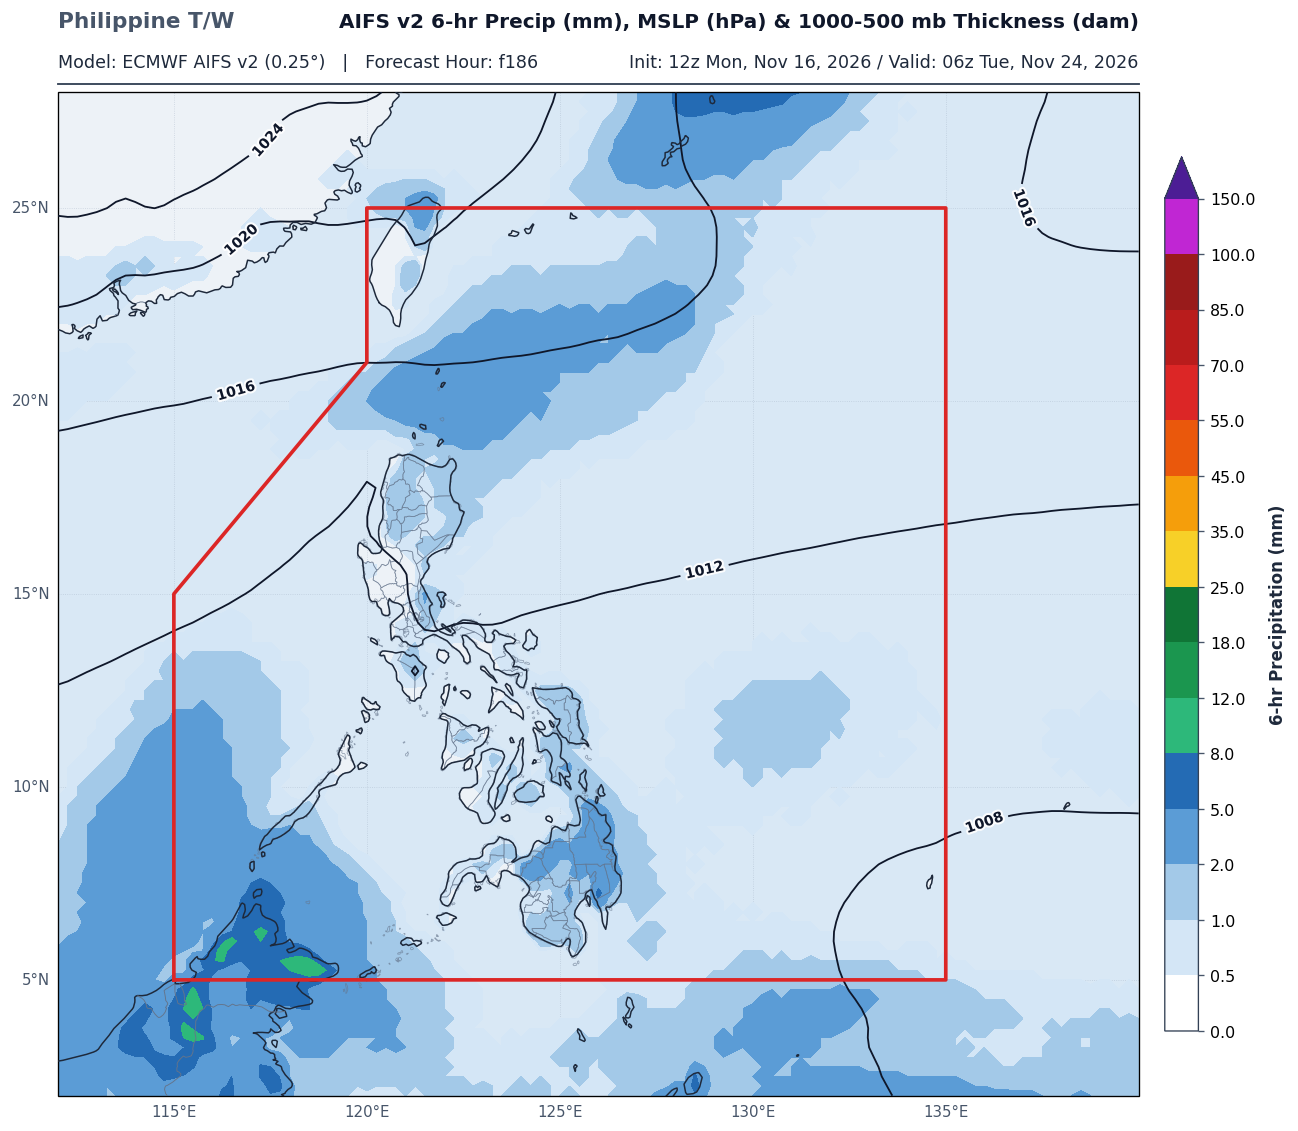 Philippine T/W
AIFS v2 6-hr Precip (mm), MSLP (hPa) & 1000-500 mb Thickness (dam)
Model: ECMWF AIFS v2 (0.25°) | Forecast Hour: f186
Init: 12z Mon, Nov 16, 2026 / Valid: 06z Tue, Nov 24, 2026
1024
1020
1016
1016
1012
1008
25°N
20°N
15°N
10°N
5°N
115°E
120°E
125°E
130°E
135°E
150.0
100.0
85.0
70.0
55.0
45.0
35.0
25.0
18.0
12.0
8.0
5.0
2.0
1.0
0.5
0.0
6-hr Precipitation (mm)